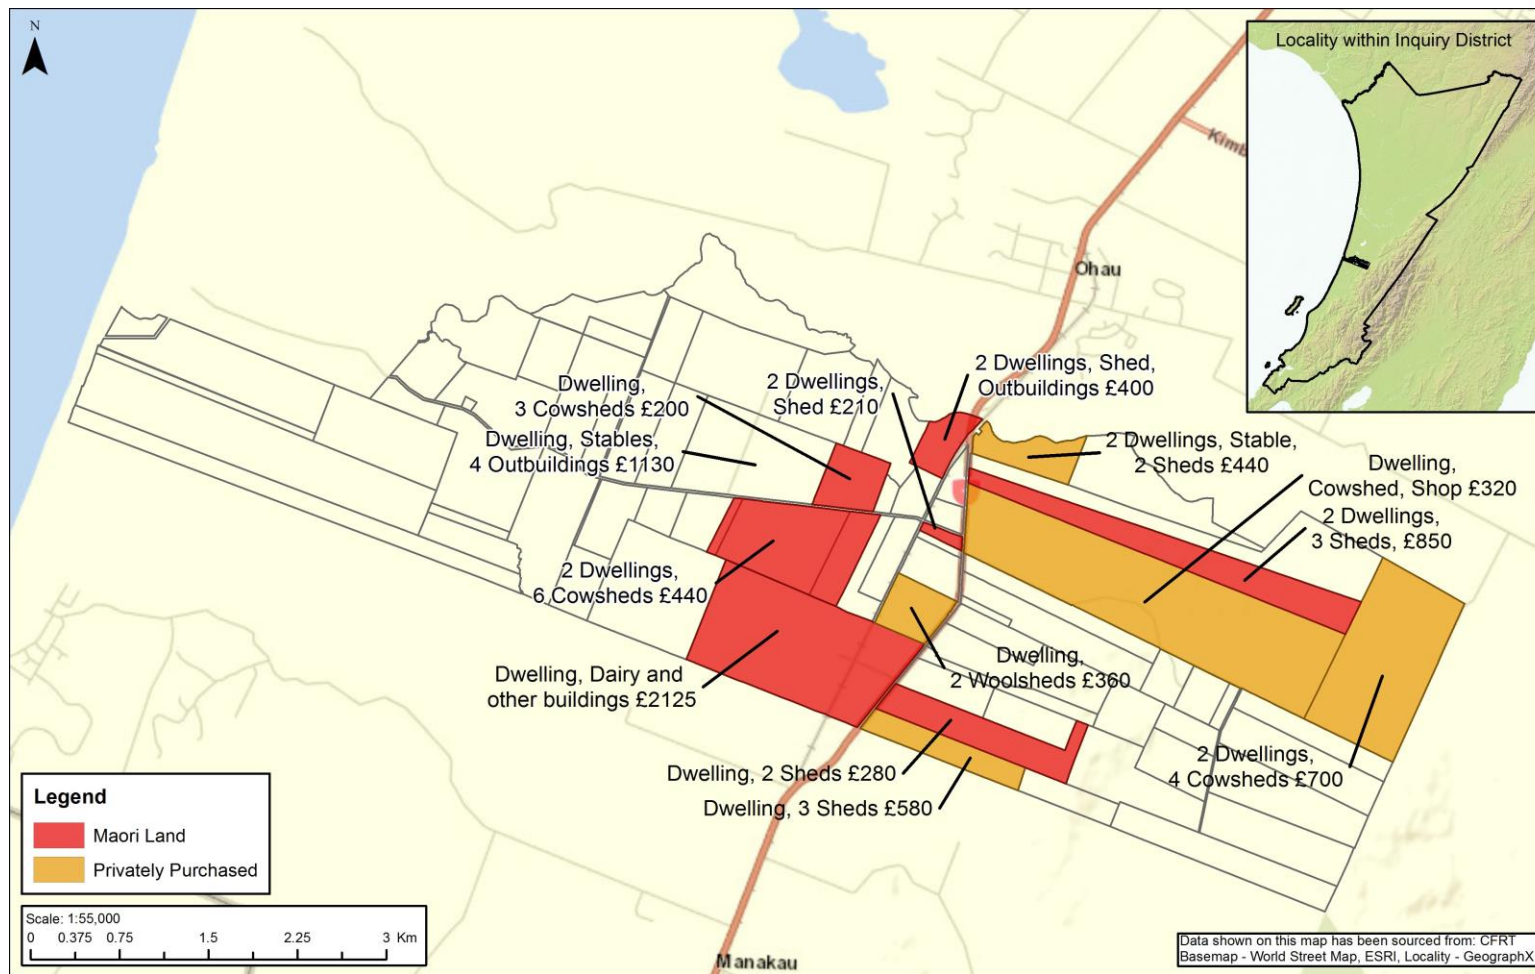 N
Locality within Inquiry District
Ohau
2 Dwellings, Shed,
Outbuildings £400
Dwelling,
3 Cowsheds £200
2 Dwellings,
Shed £210
Dwelling, Stables,
4 Outbuildings £1130
2 Dwellings, Stable,
2 Sheds £440
Dwelling,
Cowshed, Shop £320
2 Dwellings,
3 Sheds, £850
2 Dwellings,
6 Cowsheds £440
Dwelling, Dairy and
other buildings £2125
Dwelling,
2 Woolsheds £360
2 Dwellings,
4 Cowsheds £700
Dwelling, 2 Sheds £280
Dwelling, 3 Sheds £580
Legend
Maori Land
Privately Purchased
Scale: 1:55,000
0 0.375 0.75 1.5 2.25 3 Km
Manakau
Data shown on this map has been sourced from: CFRT
Basemap - World Street Map, ESRI, Locality - GeographX